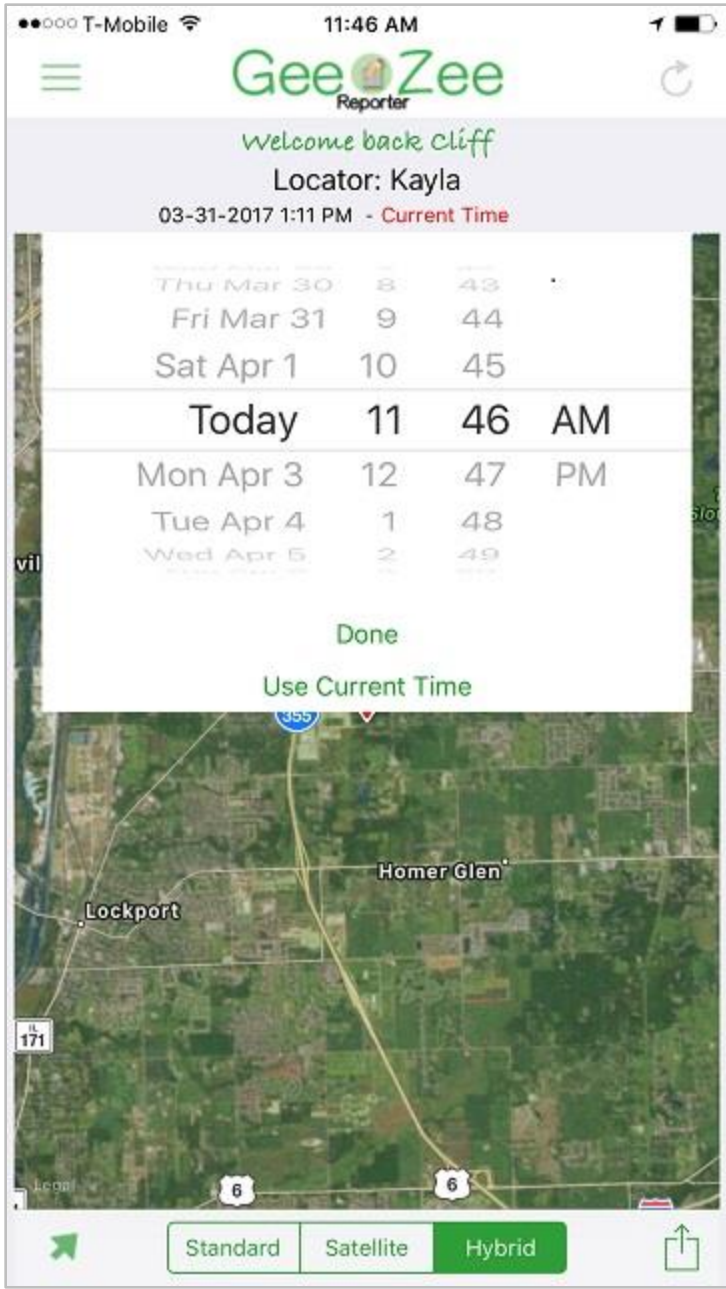 T-Mobile 11:46 AM
Gee Zee
Reporter
Welcome back Cliff
Locator: Kayla
03-31-2017 1:11 PM - Current Time
Thu Mar 30 8 43
Fri Mar 31 9 44
Sat Apr 1 10 45
Today 11 46 AM
Mon Apr 3 12 47 PM
Tue Apr 4 1 48
Wed Apr 5 2 49
Done
Use Current Time
355
Homer Glen
Lockport
IL
171
6 6
Legal
Standard Satellite Hybrid